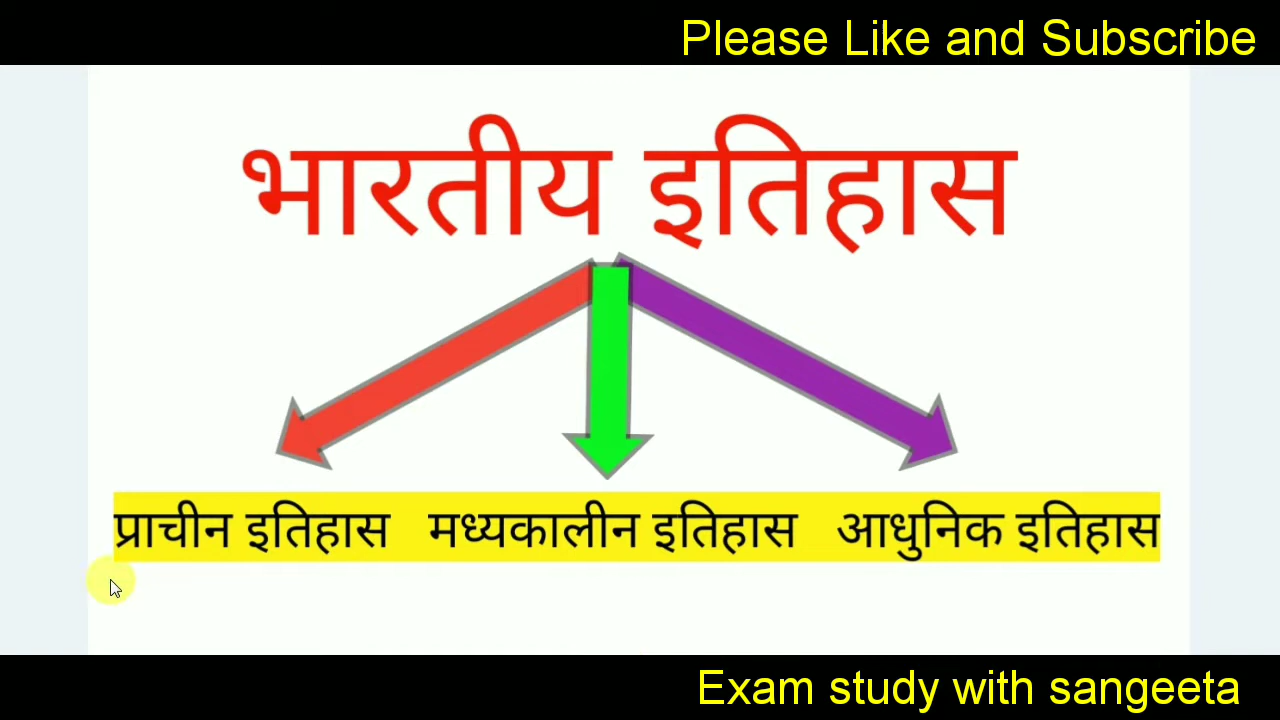 Please Like and Subscribe
भारतीय इतिहास
प्राचीन इतिहास मध्यकालीन इतिहास आधुनिक इतिहास
Exam study with sangeeta